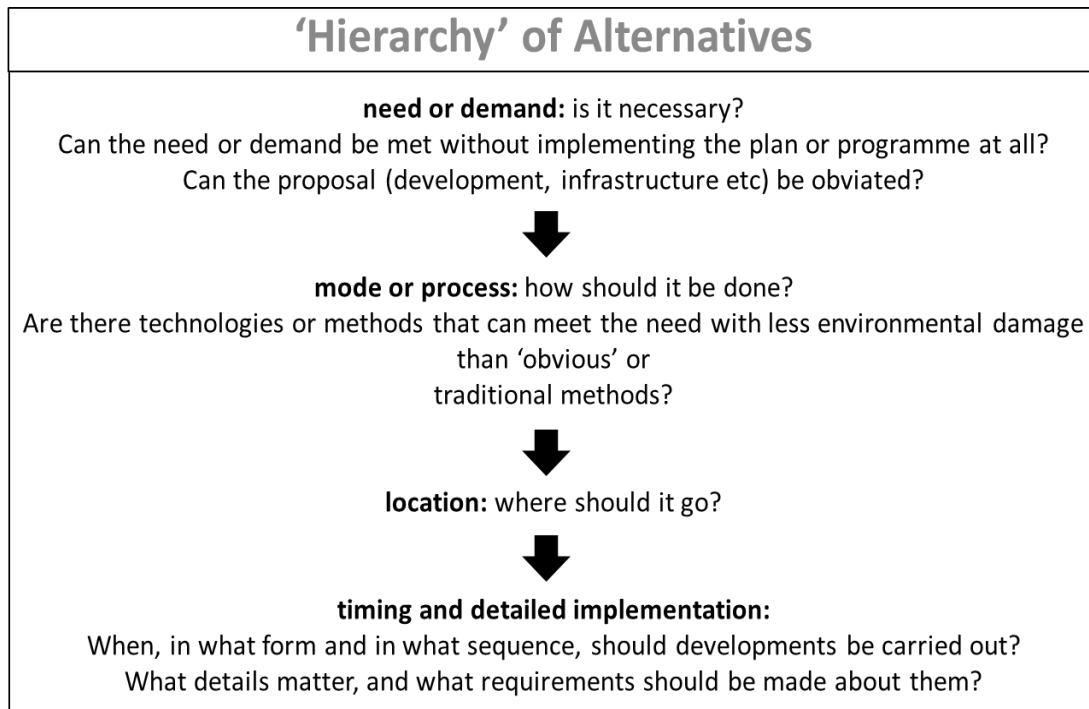 ‘Hierarchy’ of Alternatives
need or demand: is it necessary?
Can the need or demand be met without implementing the plan or programme at all?
Can the proposal (development, infrastructure etc) be obviated?
mode or process: how should it be done?
Are there technologies or methods that can meet the need with less environmental damage
than ‘obvious’ or
traditional methods?
location: where should it go?
timing and detailed implementation:
When, in what form and in what sequence, should developments be carried out?
What details matter, and what requirements should be made about them?